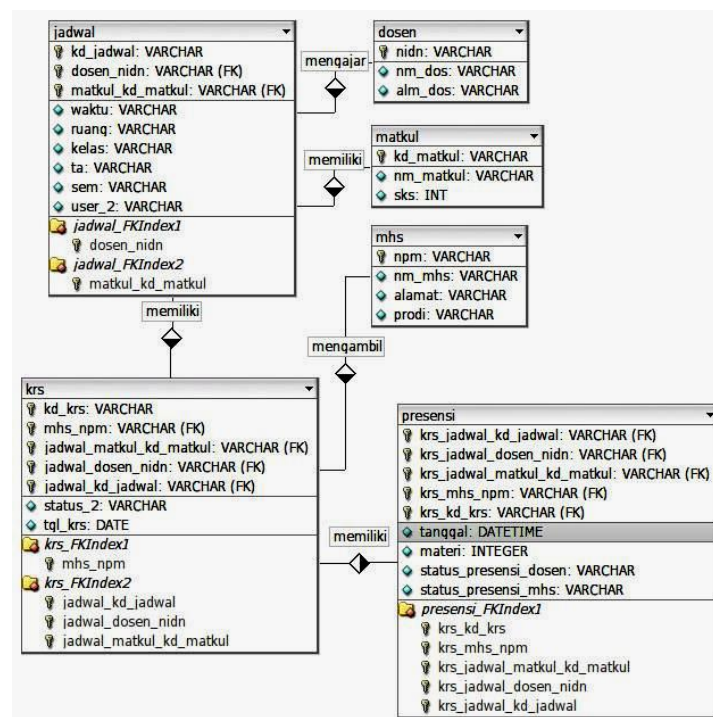 jadwal
kd_jadwal: VARCHAR
dosen_nidn: VARCHAR (FK)
matkul_kd_matkul: VARCHAR (FK)
waktu: VARCHAR
ruang: VARCHAR
kelas: VARCHAR
ta: VARCHAR
sem: VARCHAR
user_2: VARCHAR
jadwal_FKIndex1
dosen_nidn
jadwal_FKIndex2
matkul_kd_matkul
mengajar
dosen
nidn: VARCHAR
nm_dos: VARCHAR
alm_dos: VARCHAR
memiliki
matkul
kd_matkul: VARCHAR
nm_matkul: VARCHAR
sks: INT
mhs
npm: VARCHAR
nm_mhs: VARCHAR
alamat: VARCHAR
prodi: VARCHAR
memiliki
mengambil
krs
kd_krs: VARCHAR
mhs_npm: VARCHAR (FK)
jadwal_matkul_kd_matkul: VARCHAR (FK)
jadwal_dosen_nidn: VARCHAR (FK)
jadwal_kd_jadwal: VARCHAR (FK)
status_2: VARCHAR
tgl_krs: DATE
krs_FKIndex1
mhs_npm
krs_FKIndex2
jadwal_kd_jadwal
jadwal_dosen_nidn
jadwal_matkul_kd_matkul
memiliki
presensi
krs_jadwal_kd_jadwal: VARCHAR (FK)
krs_jadwal_dosen_nidn: VARCHAR (FK)
krs_jadwal_matkul_kd_matkul: VARCHAR (FK)
krs_mhs_npm: VARCHAR (FK)
krs_kd_krs: VARCHAR (FK)
tanggal: DATETIME
materi: INTEGER
status_presensi_dosen: VARCHAR
status_presensi_mhs: VARCHAR
presensi_FKIndex1
krs_kd_krs
krs_mhs_npm
krs_jadwal_matkul_kd_matkul
krs_jadwal_dosen_nidn
krs_jadwal_kd_jadwal